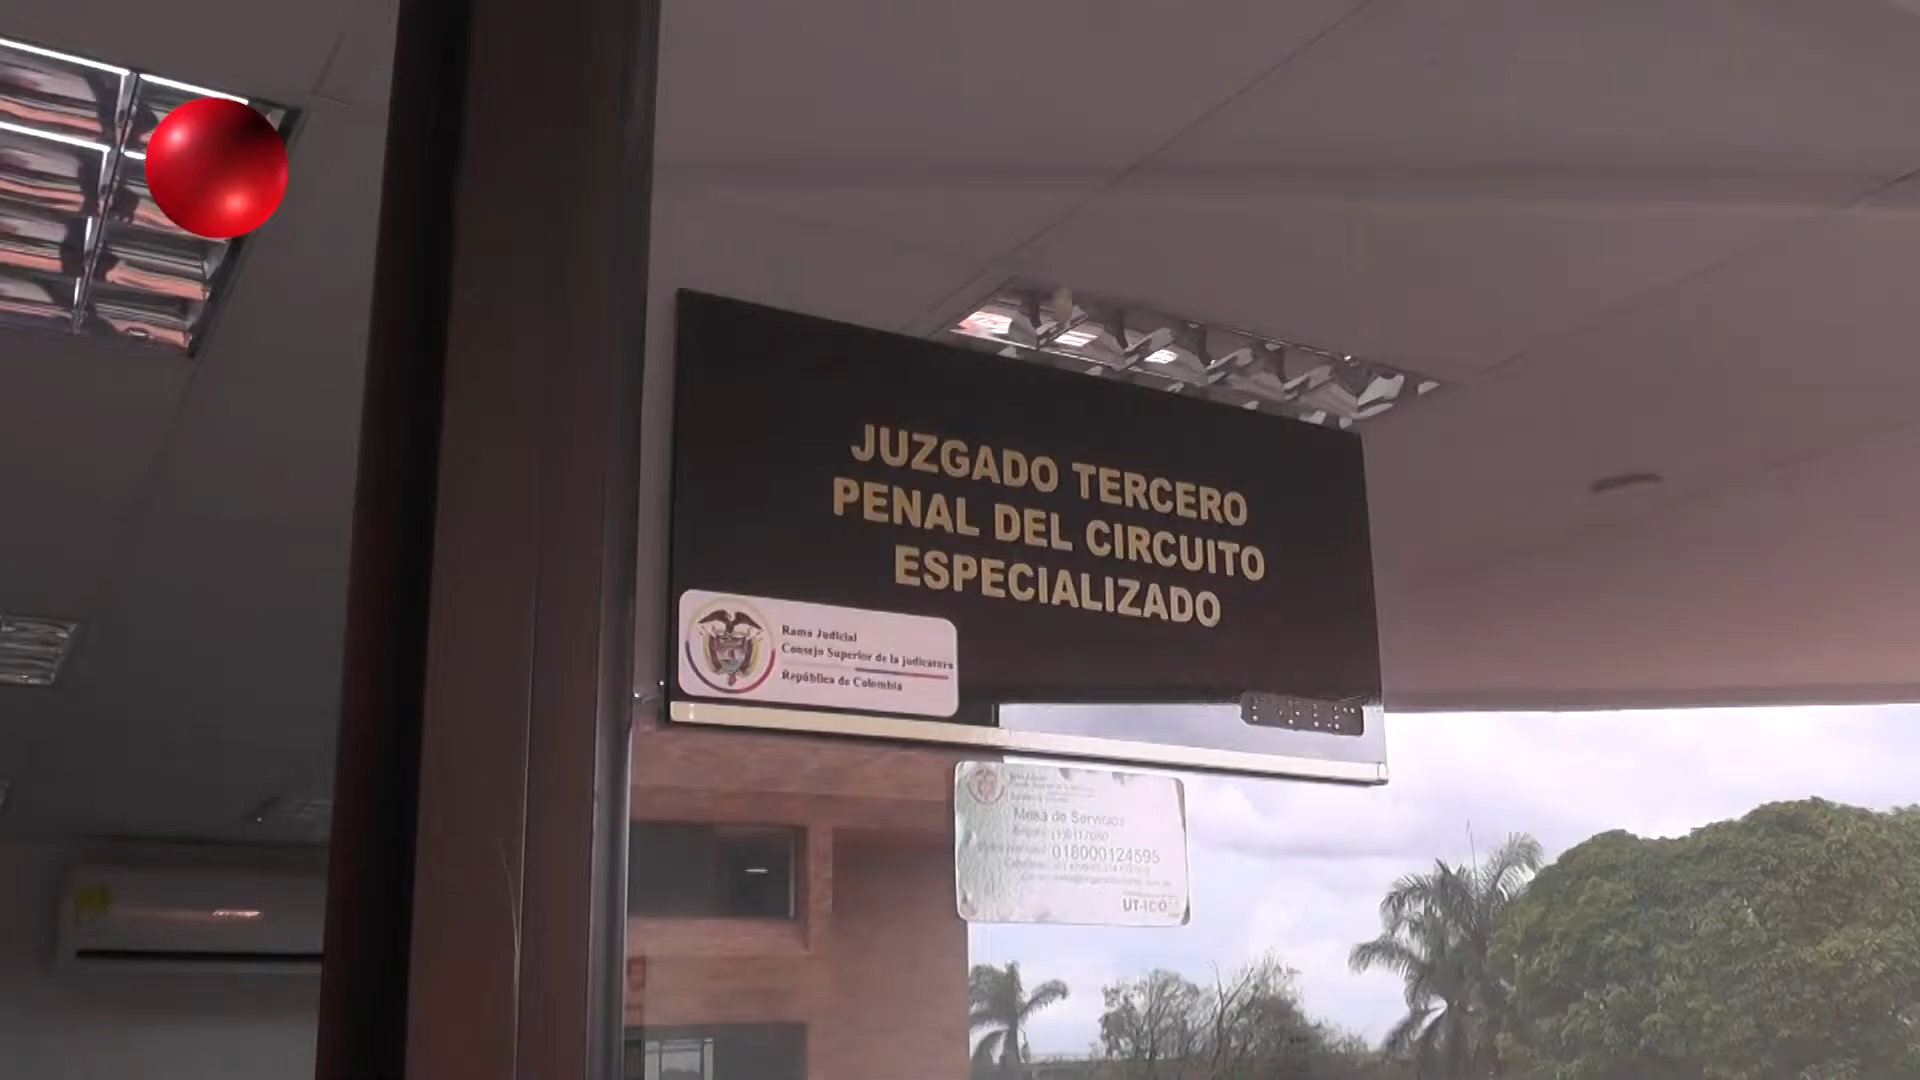 JUZGADO TERCERO
PENAL DEL CIRCUITO
ESPECIALIZADO
Rama Judicial
Consejo Superior de la Judicatura
República de Colombia
Mesa de Servicios
018000124595
UT-ICO